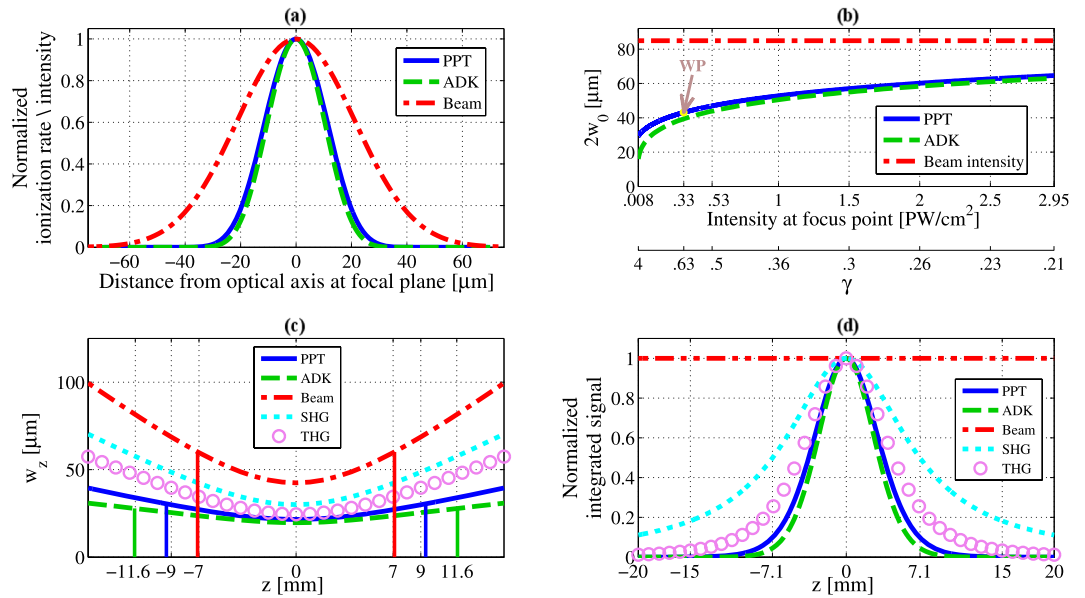 (a)
Normalized
ionization rate \ intensity
1
0.8
0.6
0.4
0.2
0
PPT
ADK
Beam
−60
−40
−20
0
20
40
60
Distance from optical axis at focal plane [μm]
(b)
2w0 [μm]
80
60
40
20
0
WP
PPT
ADK
Beam intensity
.008
.33
.53
1
1.5
2
2.5
2.95
Intensity at focus point [PW/cm2]
4
.63
.5
.36
.3
.26
.23
.21
γ
(c)
wz [μm]
100
50
0
PPT
ADK
Beam
SHG
THG
−11.6
−9
−7
0
7
9
11.6
z [mm]
(d)
Normalized
integrated signal
1
0.8
0.6
0.4
0.2
0
PPT
ADK
Beam
SHG
THG
−20
−15
−7.1
0
7.1
15
20
z [mm]